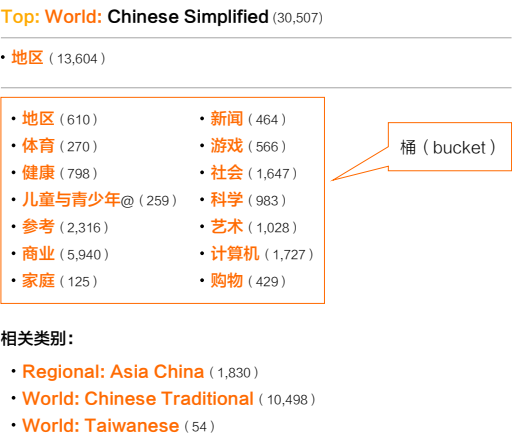 Top: World: Chinese Simplified (30,507)
• 地区（13,604）
• 地区（610）
• 体育（270）
• 健康（798）
• 儿童与青少年@（259）
• 参考（2,316）
• 商业（5,940）
• 家庭（125）
• 新闻（464）
• 游戏（566）
• 社会（1,647）
• 科学（983）
• 艺术（1,028）
• 计算机（1,727）
• 购物（429）
桶（bucket）
相关类别：
• Regional: Asia China（1,830）
• World: Chinese Traditional（10,498）
• World: Taiwanese（54）